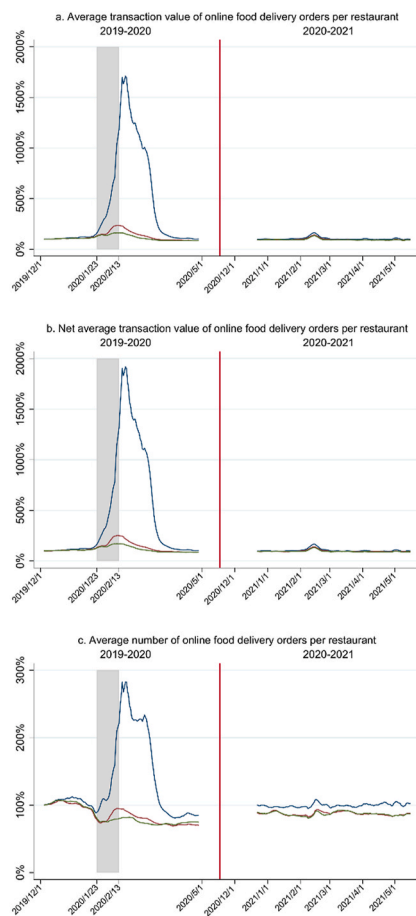 a. Average transaction value of online food delivery orders per restaurant
2019-2020 2020-2021
2000%
1500%
1000%
500%
0%
2019/12/1 2020/1/23 2020/2/13 2020/5/1 2020/12/1 2021/1/1 2021/2/1 2021/3/1 2021/4/1 2021/5/1
b. Net average transaction value of online food delivery orders per restaurant
2019-2020 2020-2021
2000%
1500%
1000%
500%
0%
2019/12/1 2020/1/23 2020/2/13 2020/5/1 2020/12/1 2021/1/1 2021/2/1 2021/3/1 2021/4/1 2021/5/1
c. Average number of online food delivery orders per restaurant
2019-2020 2020-2021
300%
200%
100%
0%
2019/12/1 2020/1/23 2020/2/13 2020/5/1 2020/12/1 2021/1/1 2021/2/1 2021/3/1 2021/4/1 2021/5/1